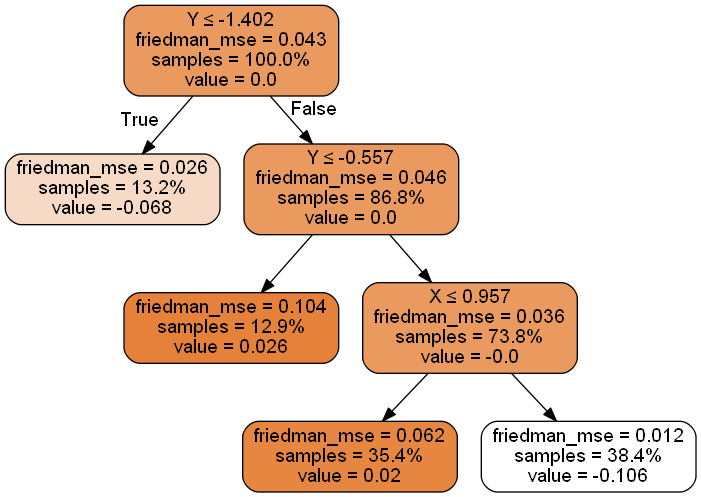 Y ≤ -1.402
friedman_mse = 0.043
samples = 100.0%
value = 0.0
True
False
friedman_mse = 0.026
samples = 13.2%
value = -0.068
Y ≤ -0.557
friedman_mse = 0.046
samples = 86.8%
value = 0.0
friedman_mse = 0.104
samples = 12.9%
value = 0.026
X ≤ 0.957
friedman_mse = 0.036
samples = 73.8%
value = -0.0
friedman_mse = 0.062
samples = 35.4%
value = 0.02
friedman_mse = 0.012
samples = 38.4%
value = -0.106